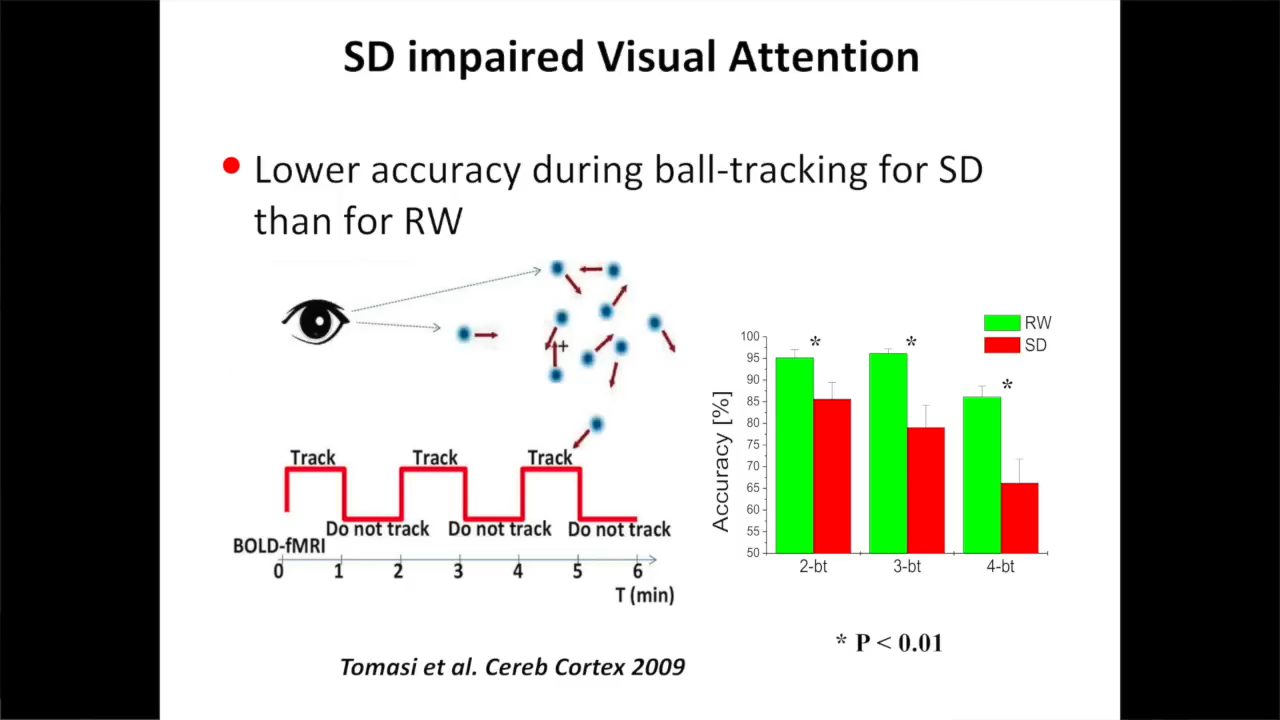 SD impaired Visual Attention
• Lower accuracy during ball-tracking for SD
than for RW
+
Track Track Track
Do not track Do not track Do not track
BOLD-fMRI
0 1 2 3 4 5 6
T (min)
RW
SD
Accuracy [%]
100
95
90
85
80
75
70
65
60
55
50
* * *
2-bt 3-bt 4-bt
* P < 0.01
Tomasi et al. Cereb Cortex 2009